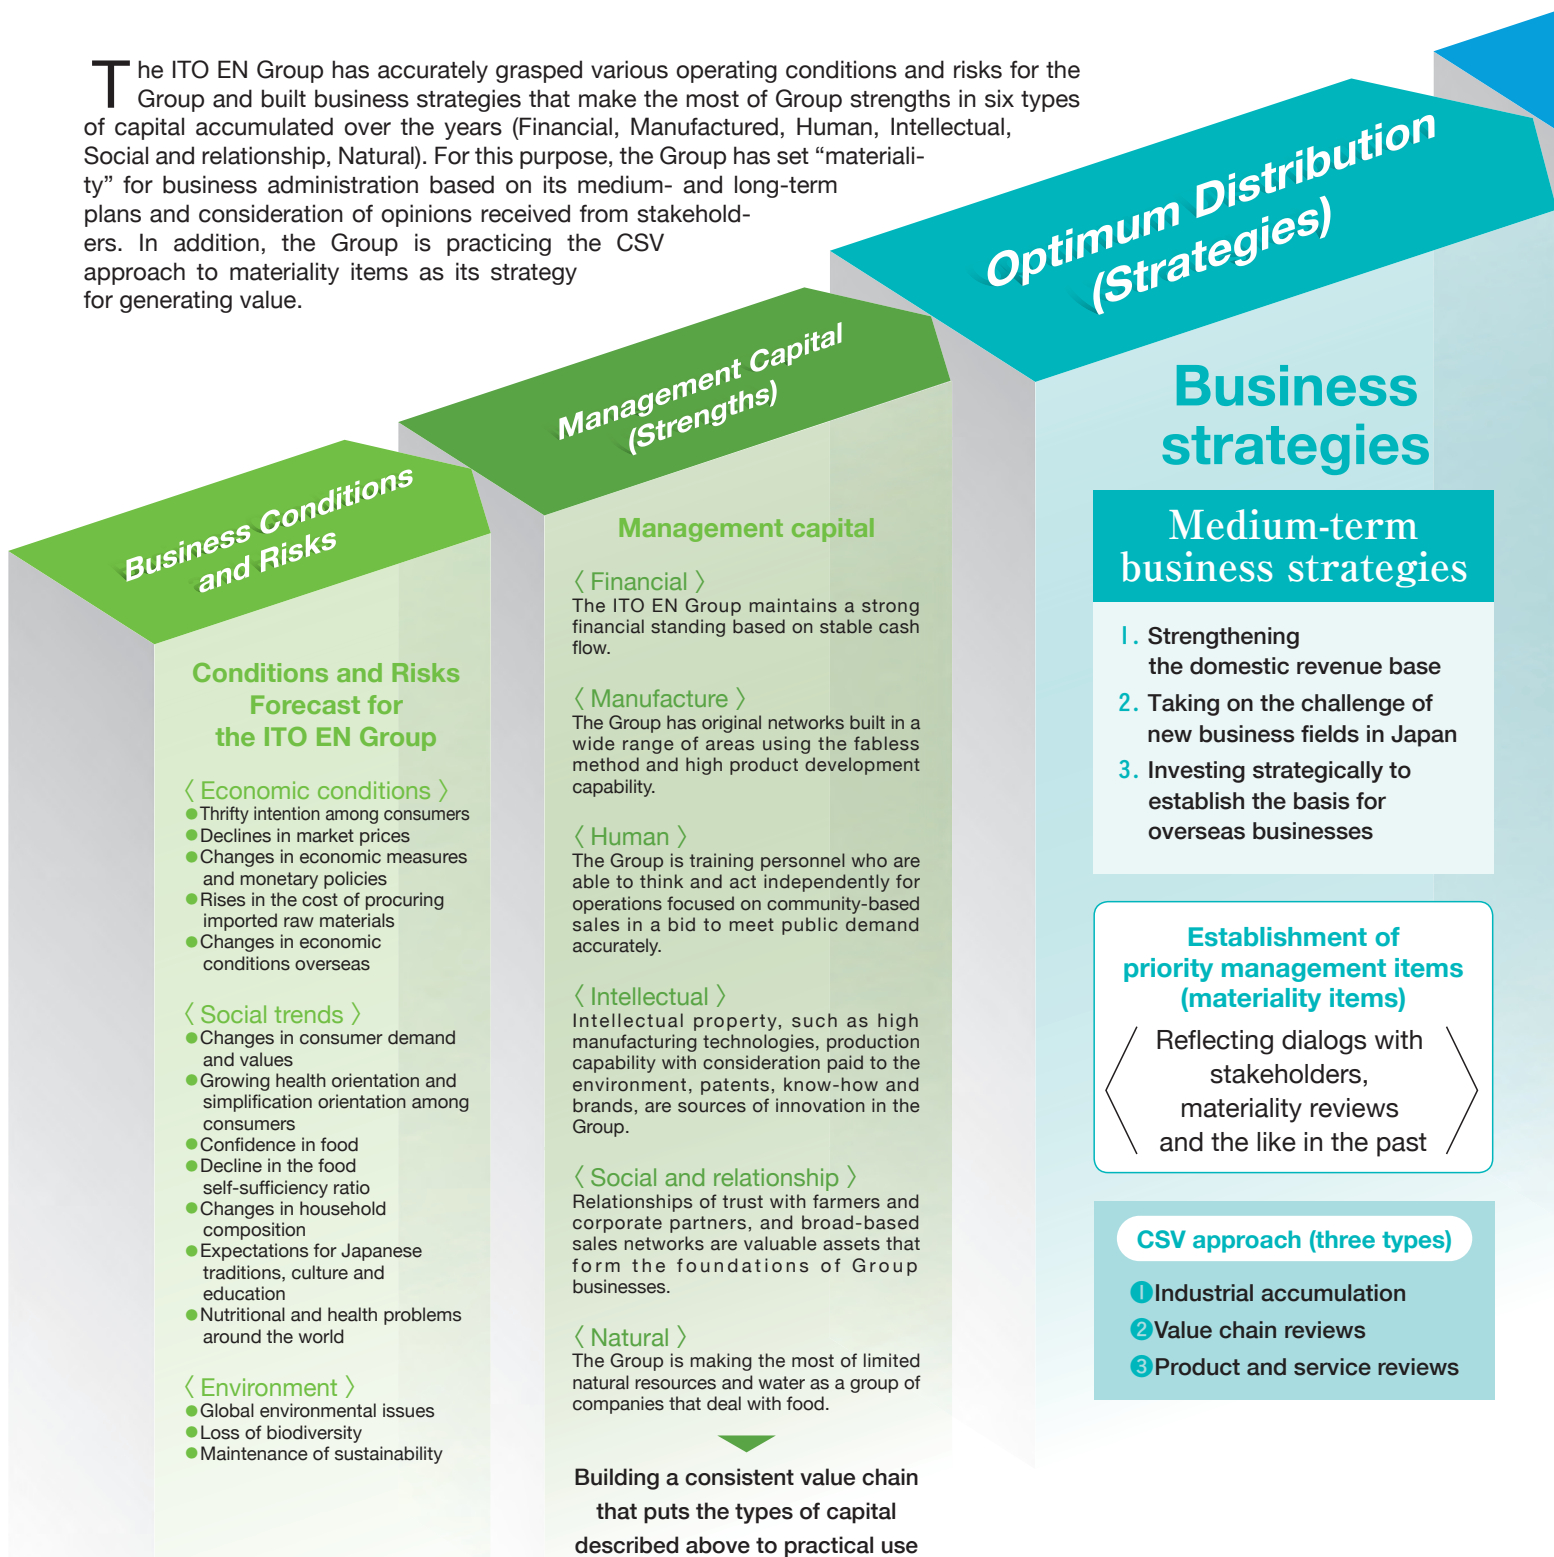 The ITO EN Group has accurately grasped various operating conditions and risks for the
Group and built business strategies that make the most of Group strengths in six types
of capital accumulated over the years (Financial, Manufactured, Human, Intellectual,
Social and relationship, Natural). For this purpose, the Group has set “materiali-
ty” for business administration based on its medium- and long-term
plans and consideration of opinions received from stakehold-
ers. In addition, the Group is practicing the CSV
approach to materiality items as its strategy
for generating value.
Business Conditions
and Risks
Conditions and Risks
Forecast for
the ITO EN Group
〈 Economic conditions 〉
●Thrifty intention among consumers
●Declines in market prices
●Changes in economic measures
and monetary policies
●Rises in the cost of procuring
imported raw materials
●Changes in economic
conditions overseas
〈 Social trends 〉
●Changes in consumer demand
and values
●Growing health orientation and
simplification orientation among
consumers
●Confidence in food
●Decline in the food
self-sufficiency ratio
●Changes in household
composition
●Expectations for Japanese
traditions, culture and
education
●Nutritional and health problems
around the world
〈 Environment 〉
●Global environmental issues
●Loss of biodiversity
●Maintenance of sustainability
Management Capital
(Strengths)
Management capital
〈 Financial 〉
The ITO EN Group maintains a strong
financial standing based on stable cash
flow.
〈 Manufacture 〉
The Group has original networks built in a
wide range of areas using the fabless
method and high product development
capability.
〈 Human 〉
The Group is training personnel who are
able to think and act independently for
operations focused on community-based
sales in a bid to meet public demand
accurately.
〈 Intellectual 〉
Intellectual property, such as high
manufacturing technologies, production
capability with consideration paid to the
environment, patents, know-how and
brands, are sources of innovation in the
Group.
〈 Social and relationship 〉
Relationships of trust with farmers and
corporate partners, and broad-based
sales networks are valuable assets that
form the foundations of Group
businesses.
〈 Natural 〉
The Group is making the most of limited
natural resources and water as a group of
companies that deal with food.
Building a consistent value chain
that puts the types of capital
described above to practical use
Optimum Distribution
(Strategies)
Business
strategies
Medium-term
business strategies
1. Strengthening
the domestic revenue base
2. Taking on the challenge of
new business fields in Japan
3. Investing strategically to
establish the basis for
overseas businesses
Establishment of
priority management items
(materiality items)
Reflecting dialogs with
stakeholders,
materiality reviews
and the like in the past
CSV approach (three types)
❶Industrial accumulation
❷Value chain reviews
❸Product and service reviews